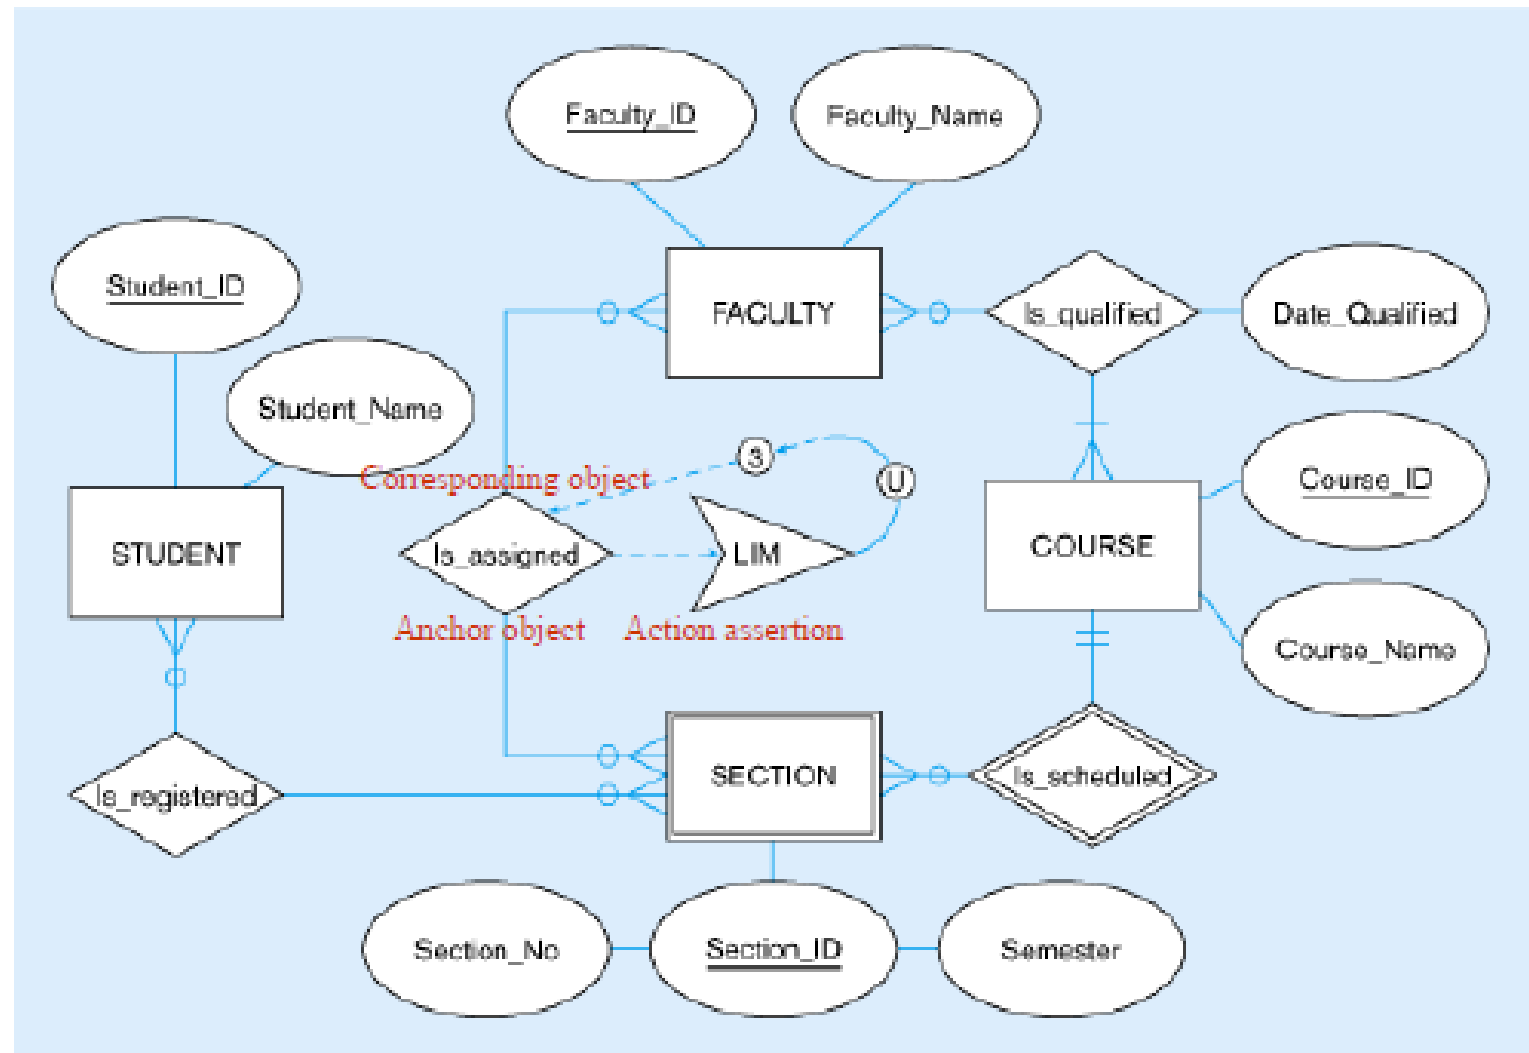 Faculty_ID
Faculty_Name
Student_ID
Student_Name
FACULTY
Is_qualified
Date_Qualified
Corresponding object
3
U
Course_ID
STUDENT
Is_assigned
LIM
COURSE
Anchor object
Action assertion
Course_Name
Is_registered
SECTION
Is_scheduled
Section_No
Section_ID
Semester